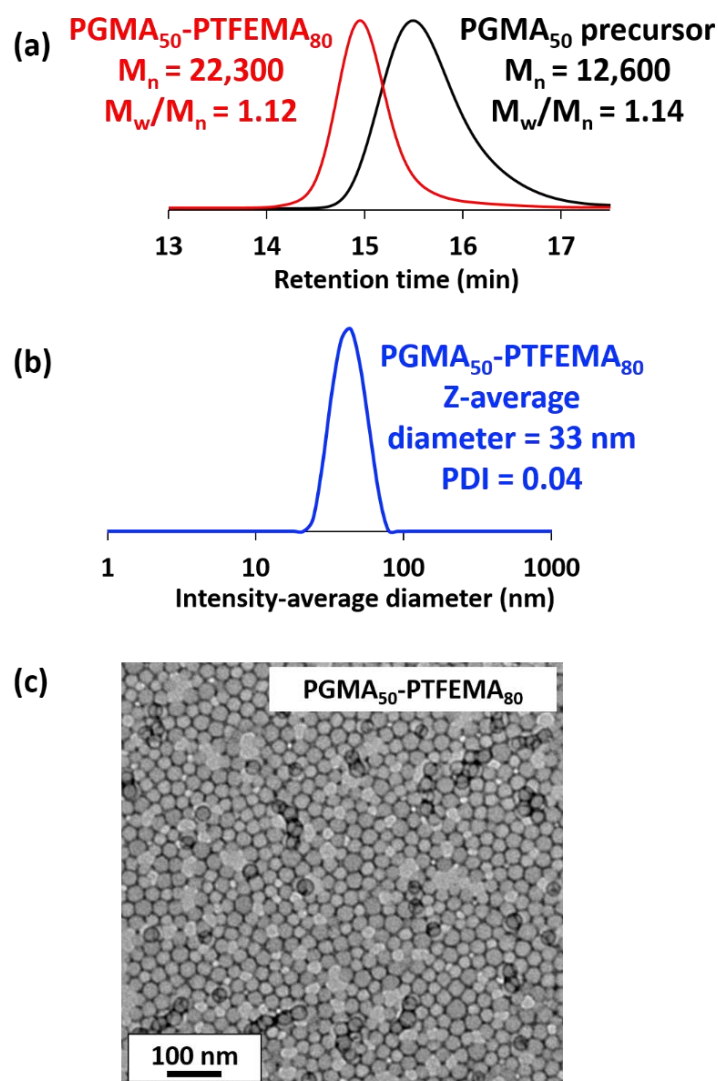 (a)
PGMA₅₀-PTFEMA₈₀
Mₙ = 22,300
M_w/Mₙ = 1.12
PGMA₅₀ precursor
Mₙ = 12,600
M_w/Mₙ = 1.14
13 14 15 16 17
Retention time (min)
(b)
PGMA₅₀-PTFEMA₈₀
Z-average
diameter = 33 nm
PDI = 0.04
1 10 100 1000
Intensity-average diameter (nm)
(c)
PGMA₅₀-PTFEMA₈₀
100 nm